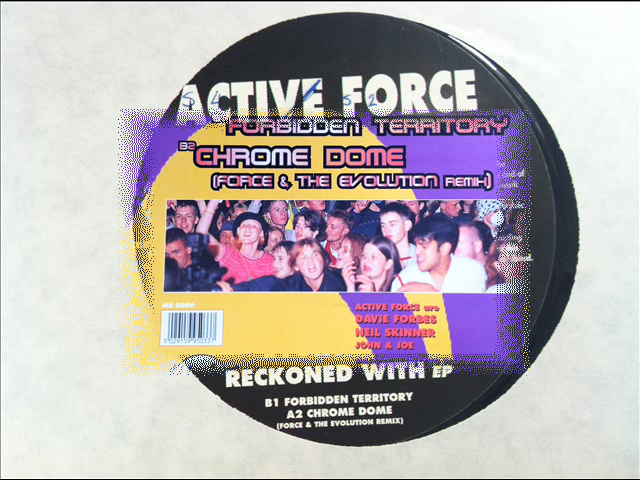 ACTIVE FORCE
FORBIDDEN TERRITORY
B2 CHROME DOME
(FORCE & THE EVOLUTION REMIX)
ACTIVE FORCE are
DAVIE FORBES
NEIL SKINNER
JOHN & JOE
RECKONED WITH EP
B1 FORBIDDEN TERRITORY
A2 CHROME DOME
(FORCE & THE EVOLUTION REMIX)